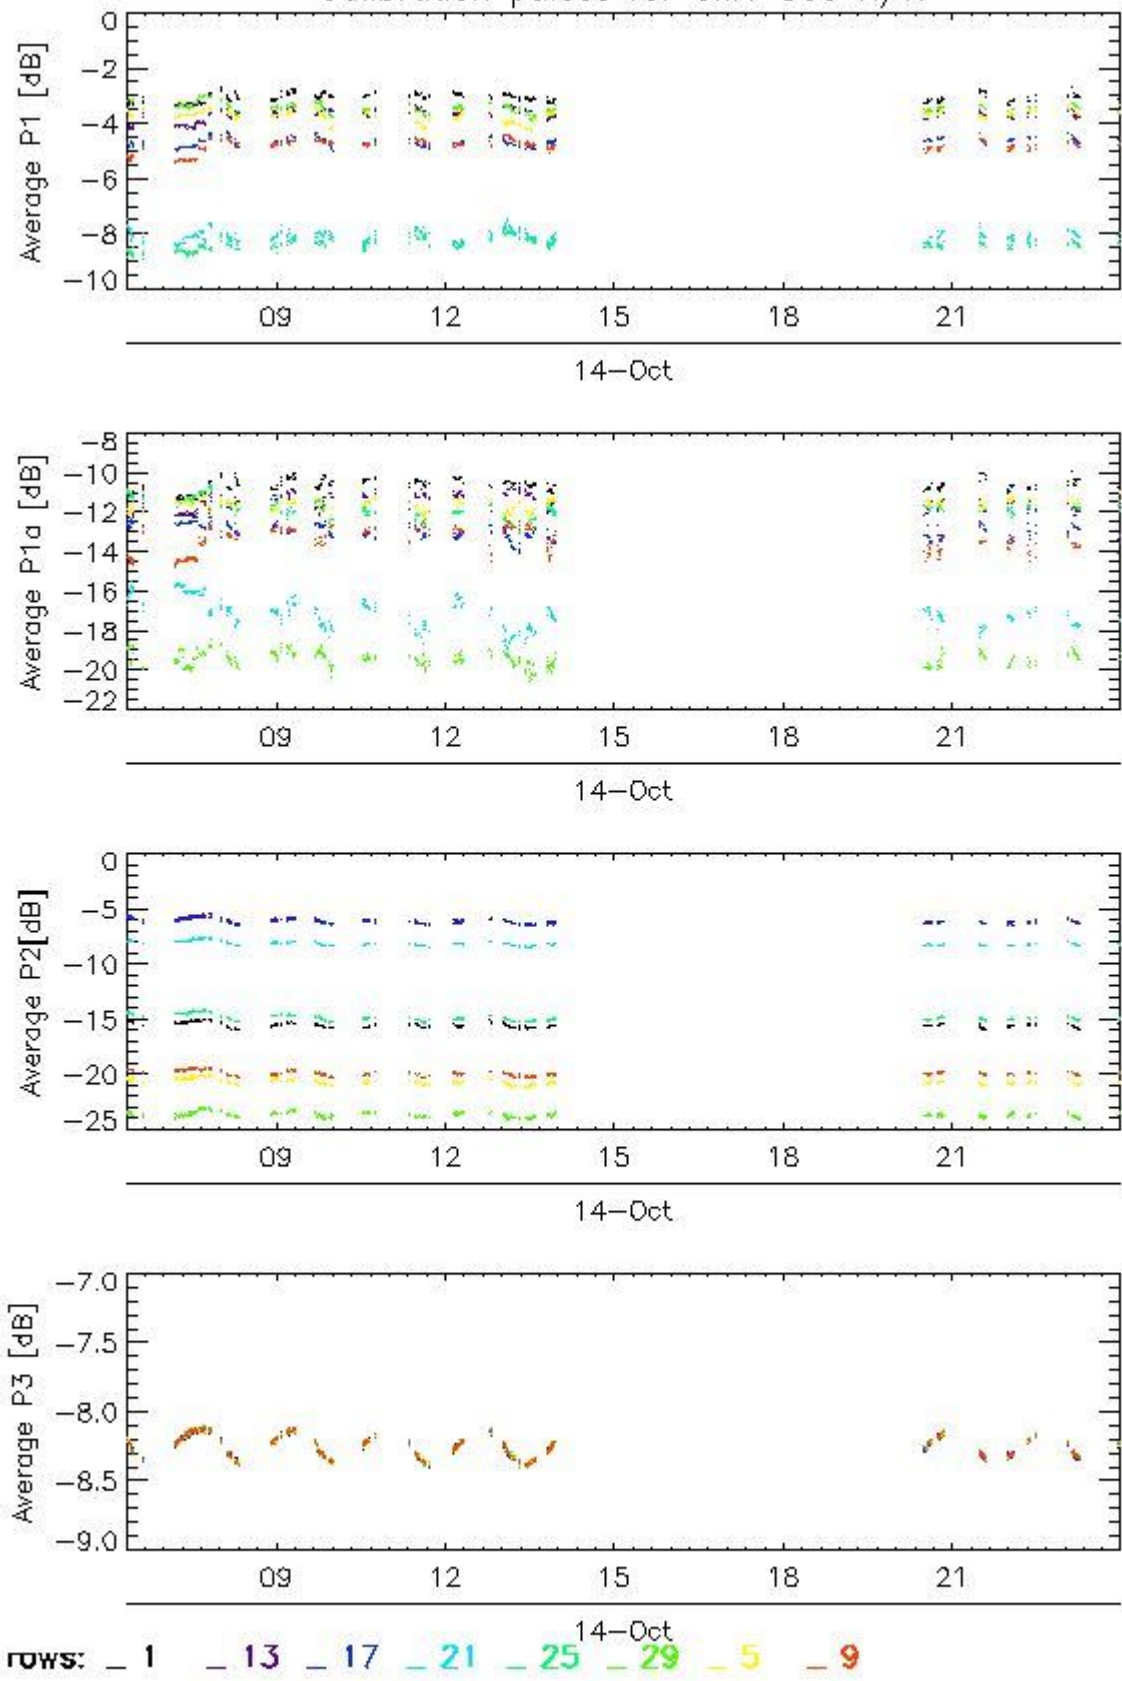 0
−2
−4
−6
−8
−10
Average P1 [dB]
09 12 15 18 21
14−Oct
−8
−10
−12
−14
−16
−18
−20
−22
Average P1a [dB]
09 12 15 18 21
14−Oct
0
−5
−10
−15
−20
−25
Average P2[dB]
09 12 15 18 21
14−Oct
−7.0
−7.5
−8.0
−8.5
−9.0
Average P3 [dB]
09 12 15 18 21
14−Oct
rows: _ 1 _ 13 _ 17 _ 21 _ 25 _ 29 _ 5 _ 9